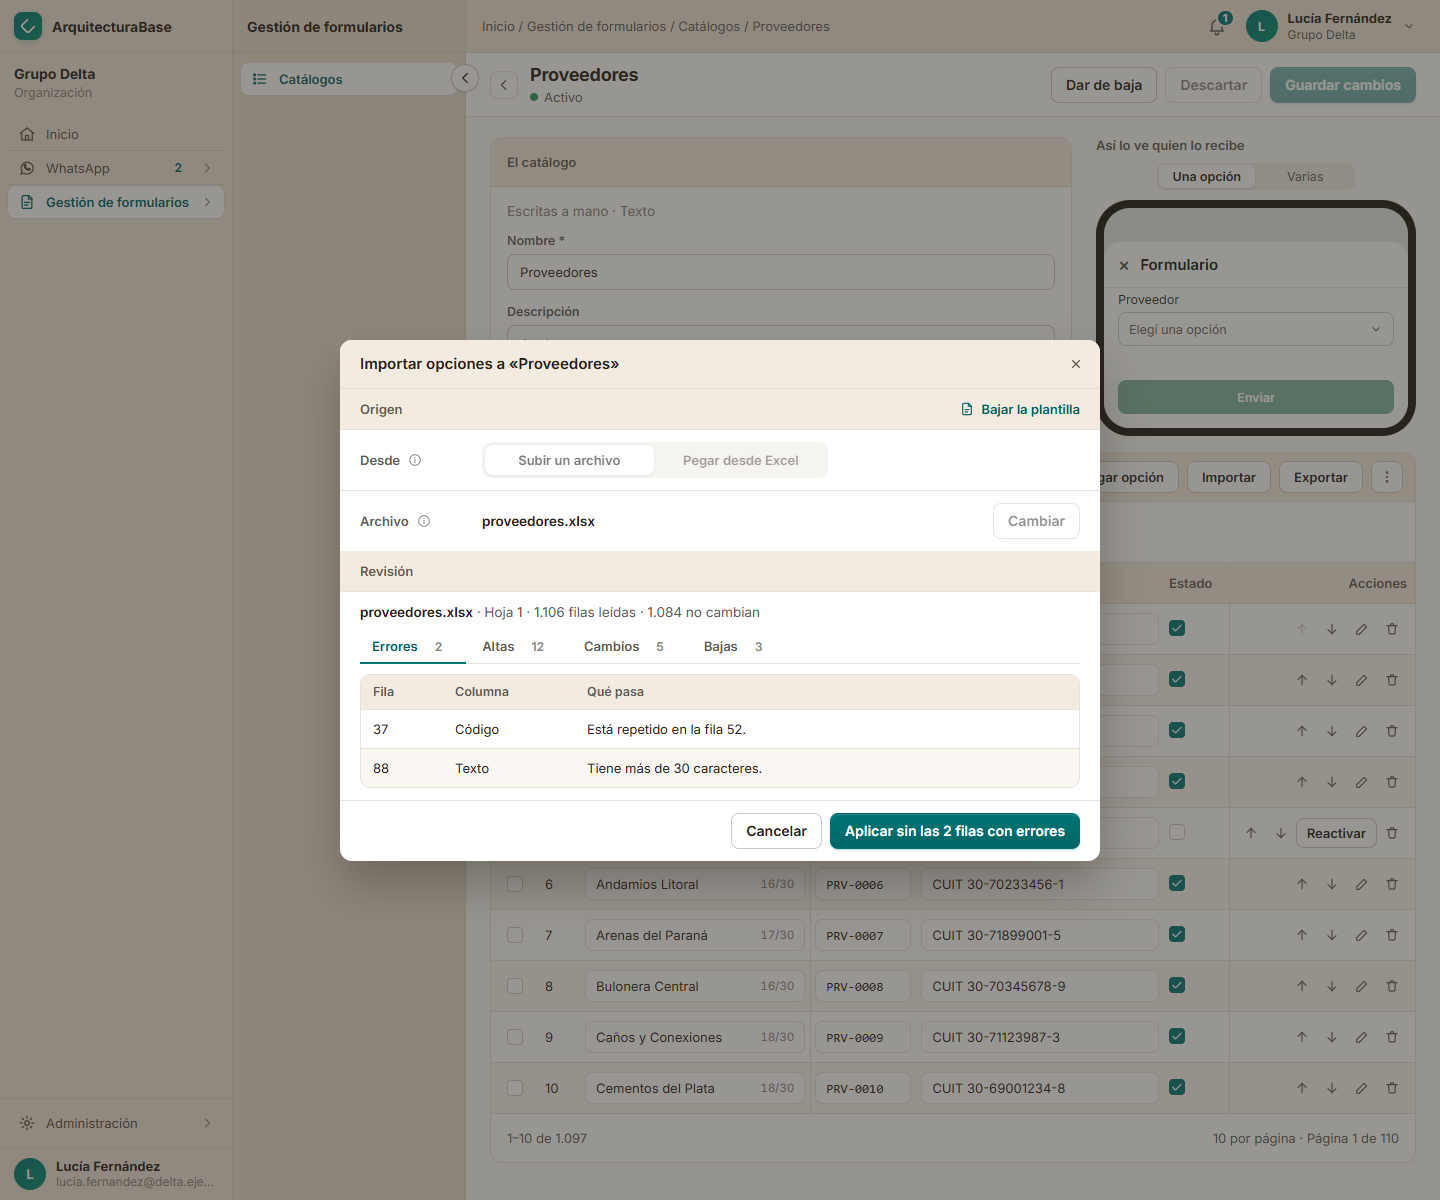 ArquitecturaBase
Gestión de formularios
Inicio / Gestión de formularios / Catálogos / Proveedores
1
L
Lucía Fernández
Grupo Delta
Grupo Delta
Organización
Inicio
WhatsApp 2
Gestión de formularios
Catálogos
Proveedores
Activo
Dar de baja
Descartar
Guardar cambios
El catálogo
Escritas a mano · Texto
Nombre *
Proveedores
Descripción
Así lo ve quien lo recibe
Una opción
Varias
Formulario
Proveedor
Elegí una opción
Enviar
opción
Importar
Exportar
Estado
Acciones
Reactivar
Importar opciones a «Proveedores»
Origen
Bajar la plantilla
Desde
Subir un archivo
Pegar desde Excel
Archivo
proveedores.xlsx
Cambiar
Revisión
proveedores.xlsx · Hoja 1 · 1.106 filas leídas · 1.084 no cambian
Errores 2 Altas 12 Cambios 5 Bajas 3
Fila Columna Qué pasa
37 Código Está repetido en la fila 52.
88 Texto Tiene más de 30 caracteres.
Cancelar
Aplicar sin las 2 filas con errores
6 Andamios Litoral 16/30 PRV-0006 CUIT 30-70233456-1
7 Arenas del Paraná 17/30 PRV-0007 CUIT 30-71899001-5
8 Bulonera Central 16/30 PRV-0008 CUIT 30-70345678-9
9 Caños y Conexiones 18/30 PRV-0009 CUIT 30-71123987-3
10 Cementos del Plata 18/30 PRV-0010 CUIT 30-69001234-8
1–10 de 1.097
10 por página · Página 1 de 110
Administración
L
Lucía Fernández
lucia.fernandez@delta.eje...